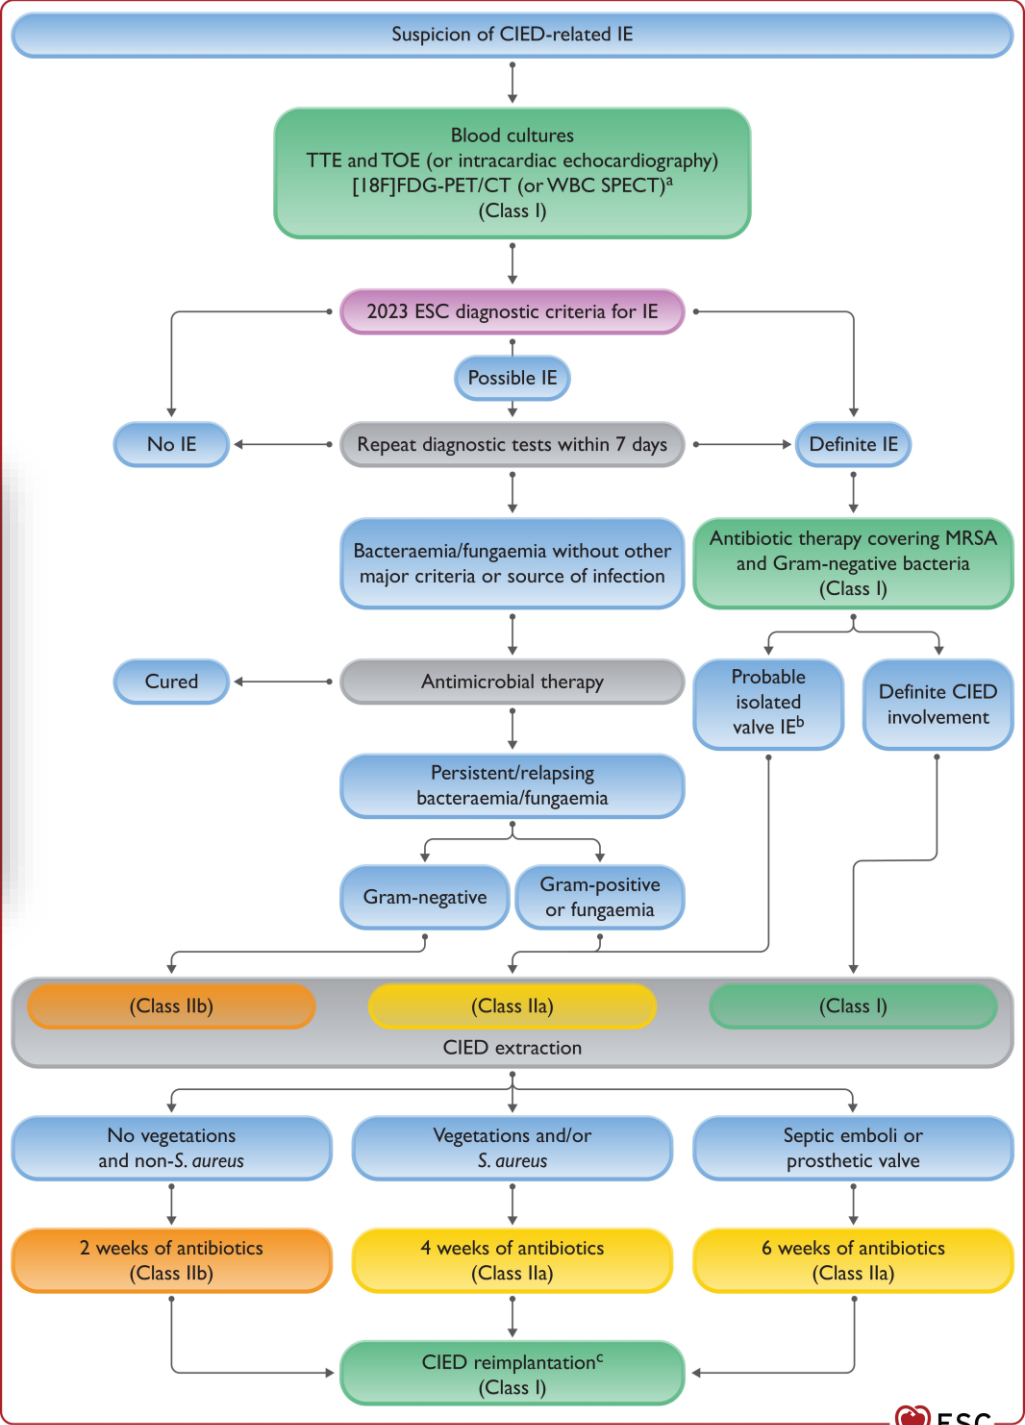 Suspicion of CIED-related IE
Blood cultures
TTE and TOE (or intracardiac echocardiography)
[18F]FDG-PET/CT (or WBC SPECT)a
(Class I)
2023 ESC diagnostic criteria for IE
Possible IE
No IE
Repeat diagnostic tests within 7 days
Definite IE
Bacteraemia/fungaemia without other
major criteria or source of infection
Antibiotic therapy covering MRSA
and Gram-negative bacteria
(Class I)
Cured
Antimicrobial therapy
Probable
isolated
valve IEb
Definite CIED
involvement
Persistent/relapsing
bacteraemia/fungaemia
Gram-negative
Gram-positive
or fungaemia
(Class IIb)
(Class IIa)
(Class I)
CIED extraction
No vegetations
and non-S. aureus
Vegetations and/or
S. aureus
Septic emboli or
prosthetic valve
2 weeks of antibiotics
(Class IIb)
4 weeks of antibiotics
(Class IIa)
6 weeks of antibiotics
(Class IIa)
CIED reimplantationc
(Class I)
ESC